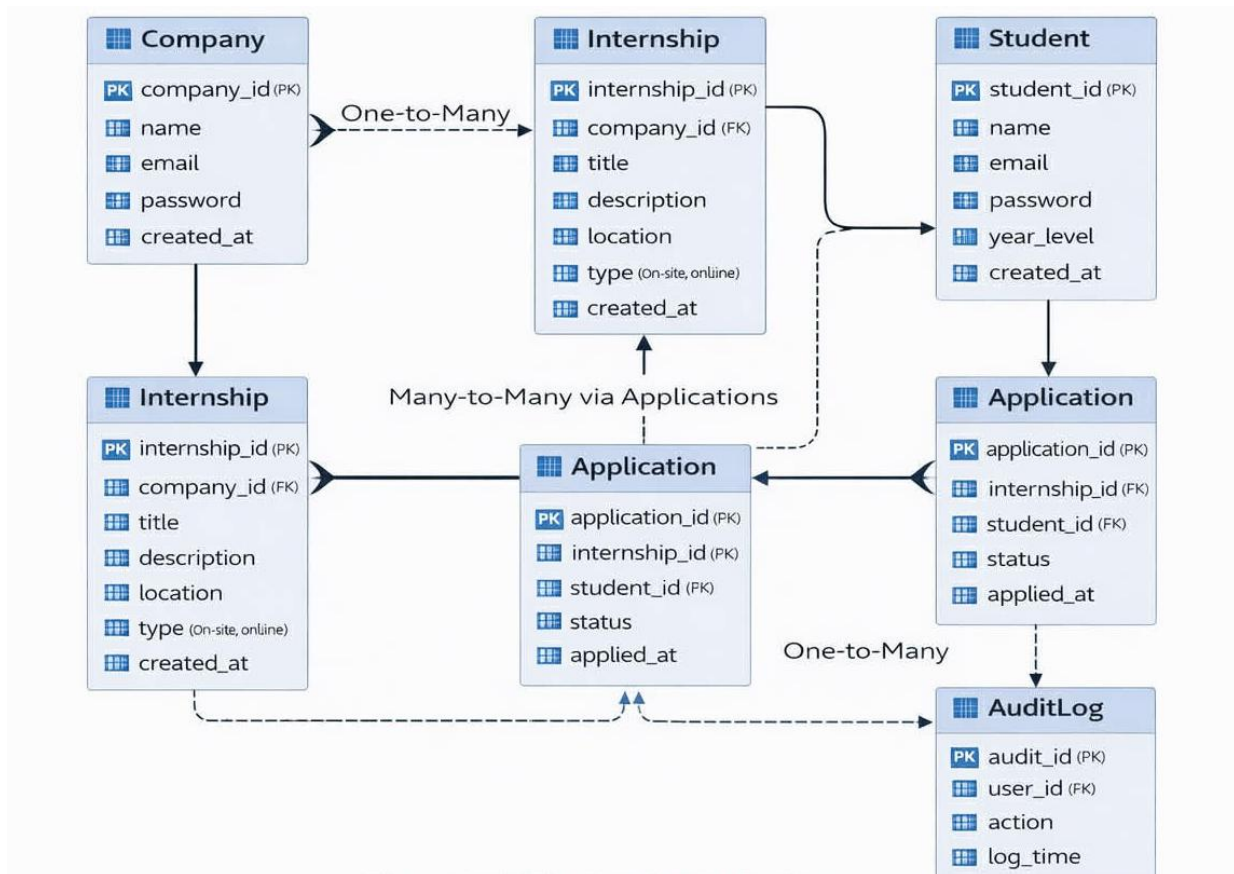 Company
PK company_id (PK)
name
email
password
created_at
One-to-Many
Internship
PK internship_id (PK)
company_id (FK)
title
description
location
type (On-site, online)
created_at
Student
PK student_id (PK)
name
email
password
year_level
created_at
Internship
PK internship_id (PK)
company_id (FK)
title
description
location
type (On-site, online)
created_at
Many-to-Many via Applications
Application
PK application_id (PK)
internship_id (PK)
student_id (PK)
status
applied_at
Application
PK application_id (PK)
internship_id (FK)
student_id (FK)
status
applied_at
One-to-Many
AuditLog
PK audit_id (PK)
user_id (FK)
action
log_time